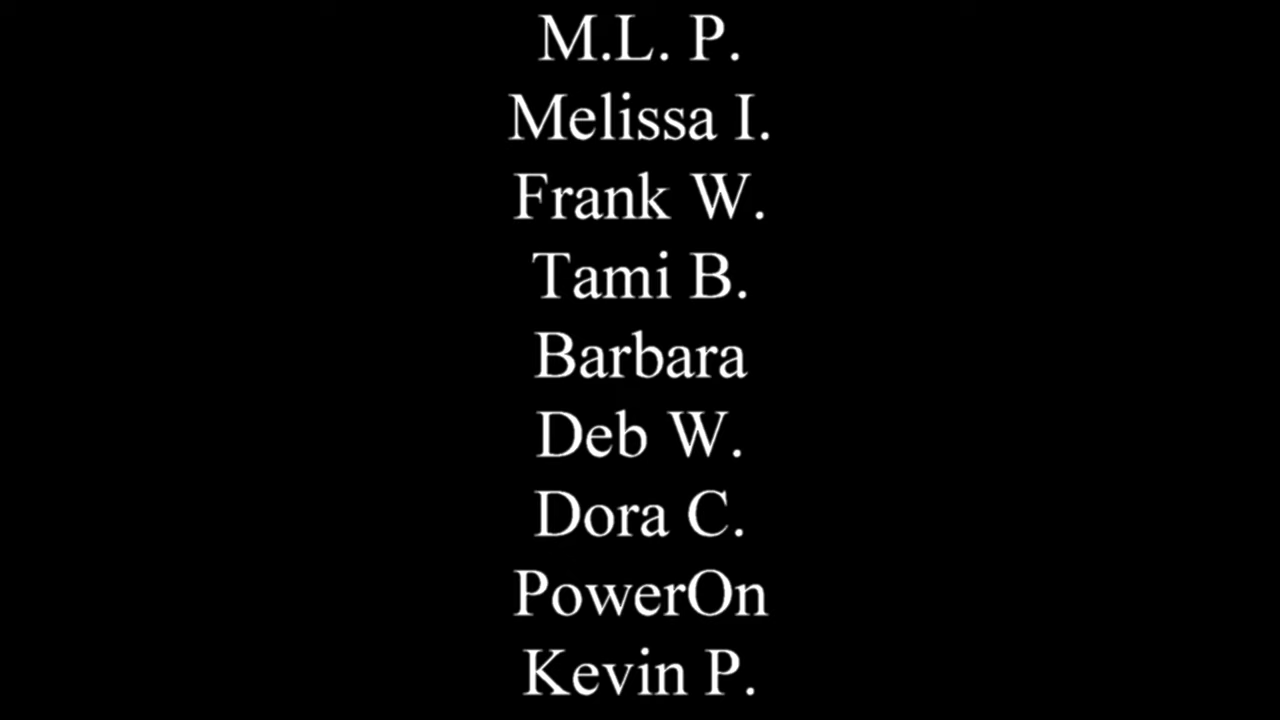 M.L. P.
Melissa I.
Frank W.
Tami B.
Barbara
Deb W.
Dora C.
PowerOn
Kevin P.